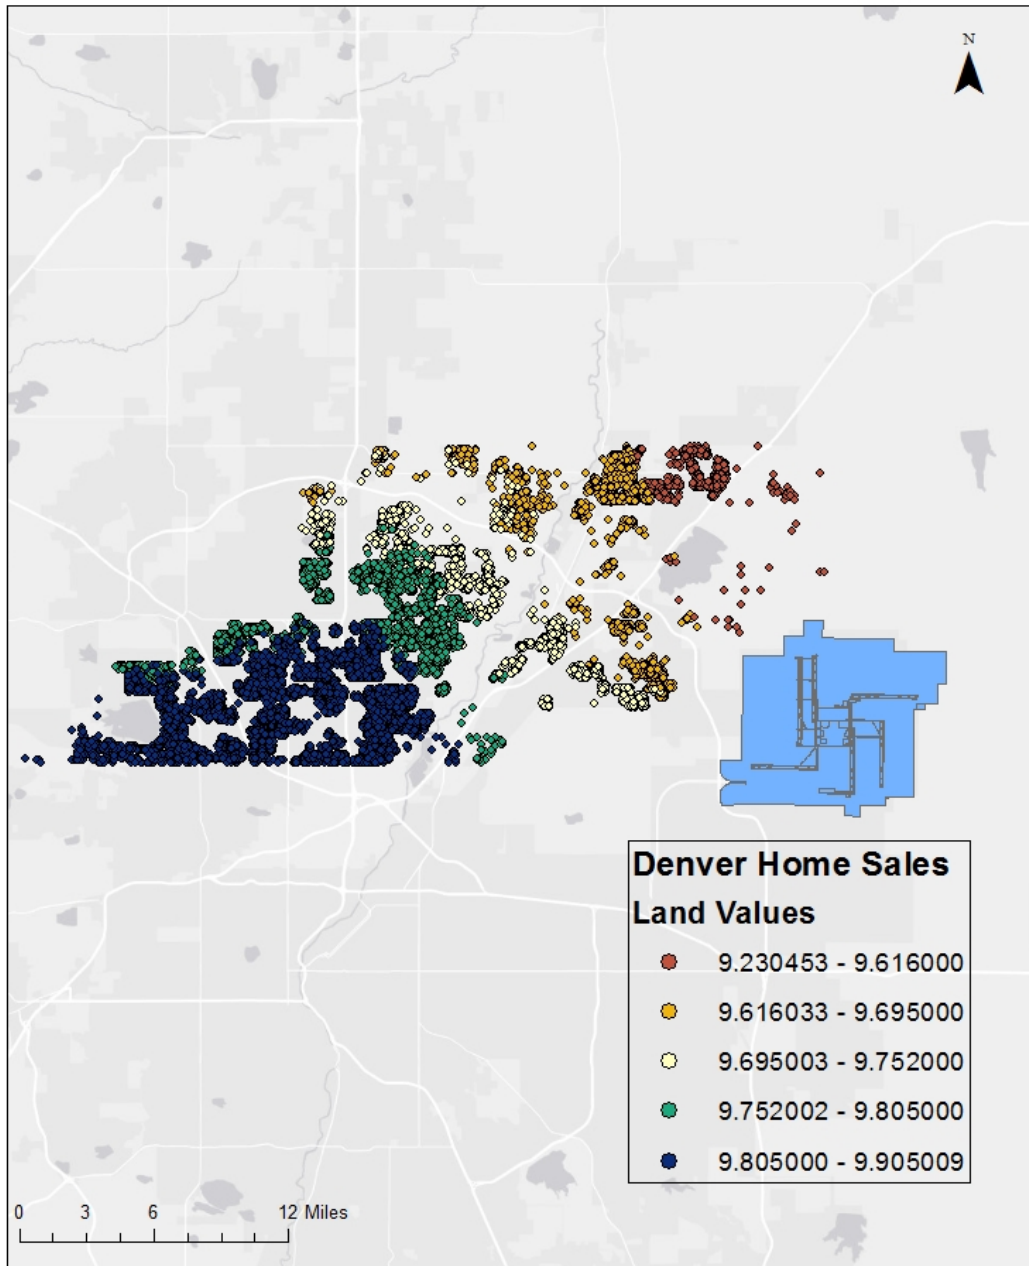 N
Denver Home Sales
Land Values
9.230453 - 9.616000
9.616033 - 9.695000
9.695003 - 9.752000
9.752002 - 9.805000
9.805000 - 9.905009
0 3 6 12 Miles